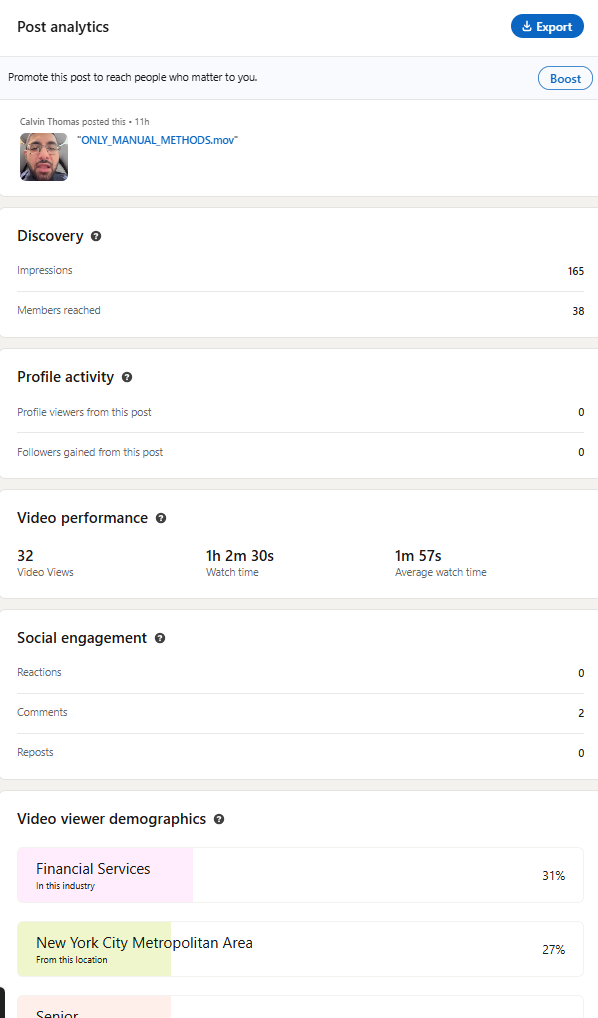 Post analytics
Export
Promote this post to reach people who matter to you.
Boost
Calvin Thomas posted this • 11h
"ONLY_MANUAL_METHODS.mov"
Discovery
Impressions 165
Members reached 38
Profile activity
Profile viewers from this post 0
Followers gained from this post 0
Video performance
32 1h 2m 30s 1m 57s
Video Views Watch time Average watch time
Social engagement
Reactions 0
Comments 2
Reposts 0
Video viewer demographics
Financial Services 31%
In this industry
New York City Metropolitan Area 27%
From this location
Senior